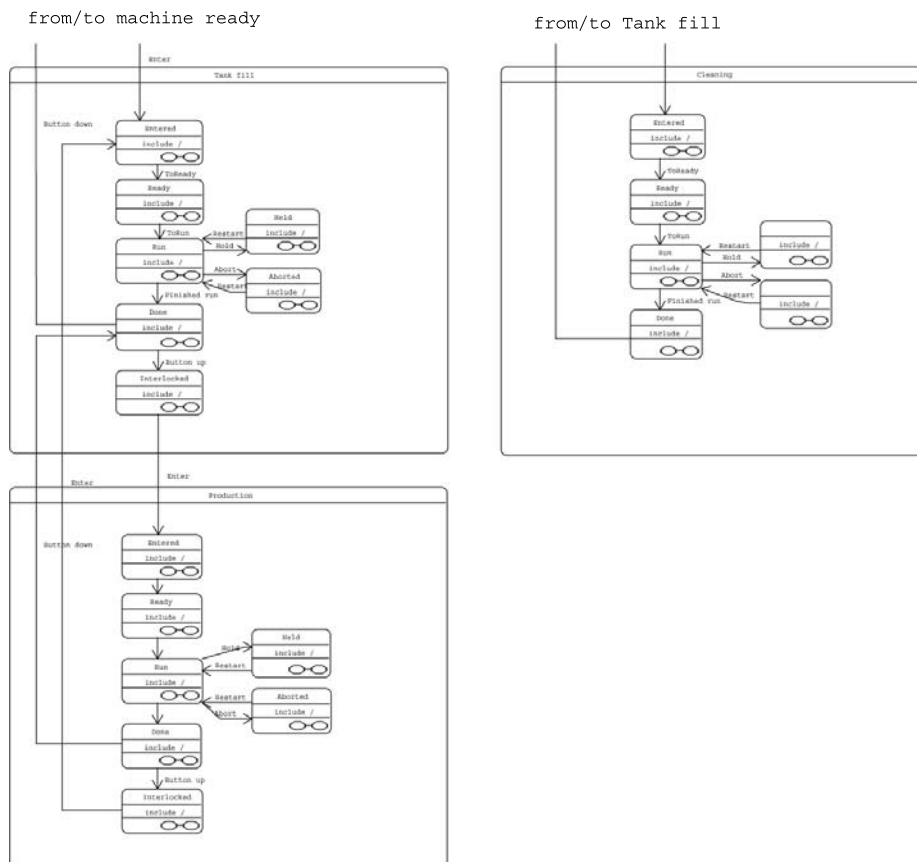 from/to machine ready
Enter
Tank fill
Button down
Entered
include /
ToReady
Ready
include /
ToRun
Run
include /
Restart
Hold
Held
include /
Abort
Restart
Aborted
include /
Finished run
Done
include /
Button up
Interlocked
include /
Enter
Enter
Production
Button down
Entered
include /
Ready
include /
Run
include /
Hold
Restart
Held
include /
Restart
Abort
Aborted
include /
Done
include /
Button up
Interlocked
include /
from/to Tank fill
Cleaning
Entered
include /
ToReady
Ready
include /
ToRun
Run
include /
Restart
Hold
include /
Abort
Restart
include /
Finished run
Done
include /